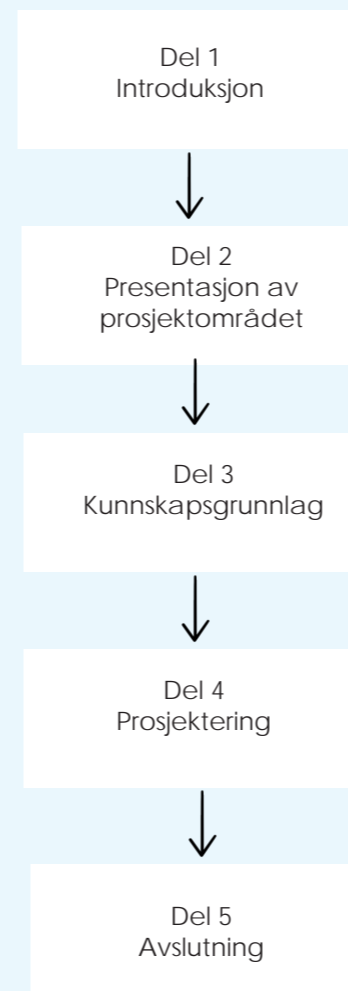 Del 1
Introduksjon
Del 2
Presentasjon av
prosjektområdet
Del 3
Kunnskapsgrunnlag
Del 4
Prosjektering
Del 5
Avslutning